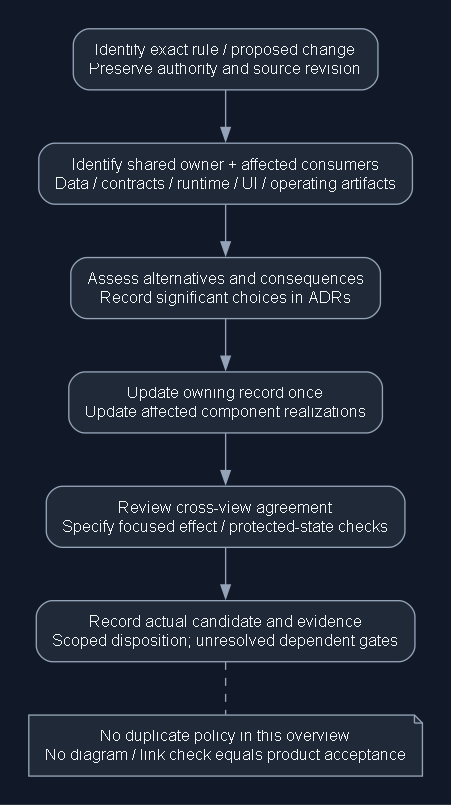 Identify exact rule / proposed change
Preserve authority and source revision
Identify shared owner + affected consumers
Data / contracts / runtime / UI / operating artifacts
Assess alternatives and consequences
Record significant choices in ADRs
Update owning record once
Update affected component realizations
Review cross-view agreement
Specify focused effect / protected-state checks
Record actual candidate and evidence
Scoped disposition; unresolved dependent gates
No duplicate policy in this overview
No diagram / link check equals product acceptance